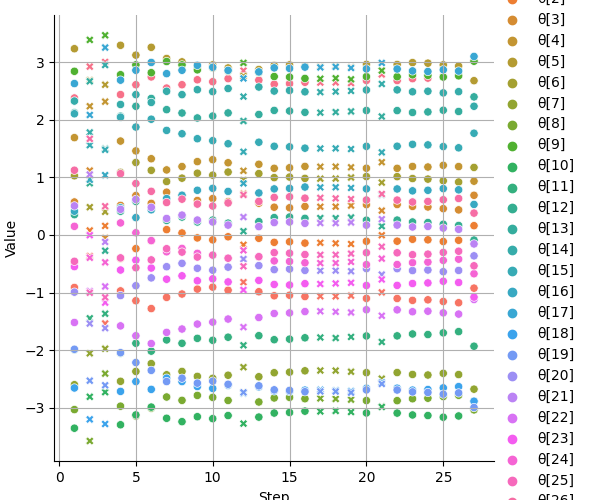 θ[2]
θ[3]
θ[4]
θ[5]
θ[6]
θ[7]
θ[8]
θ[9]
θ[10]
θ[11]
θ[12]
θ[13]
θ[14]
θ[15]
θ[16]
θ[17]
θ[18]
θ[19]
θ[20]
θ[21]
θ[22]
θ[23]
θ[24]
θ[25]
θ[26]
Value
3
2
1
0
−1
−2
−3
0
5
10
15
20
25
Step